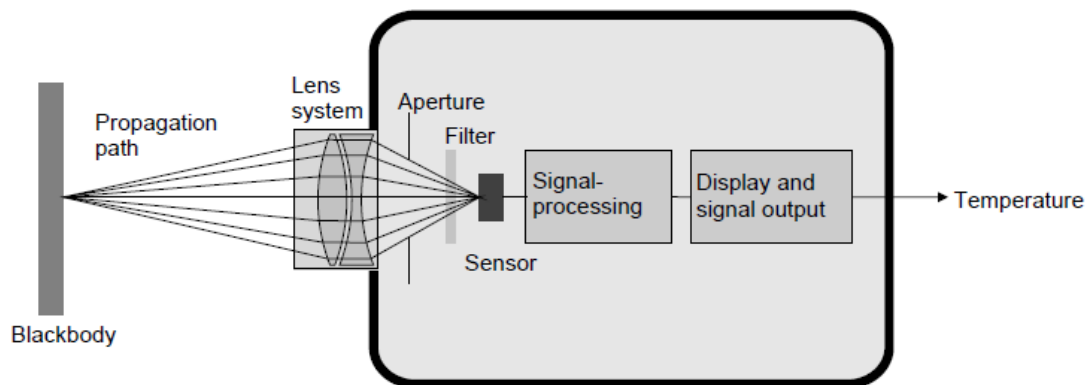 Lens
system
Aperture
Propagation
path
Filter
Signal-
processing
Display and
signal output
Temperature
Sensor
Blackbody